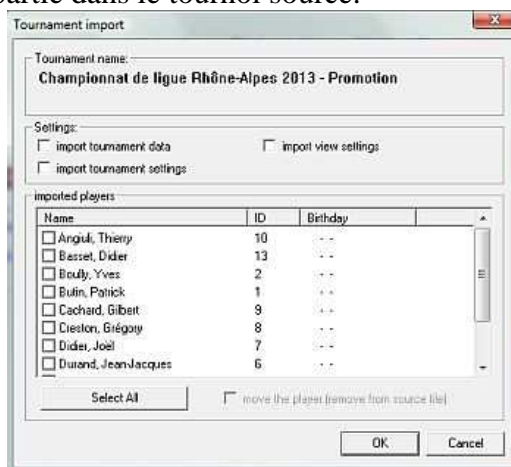 partie dans le tournoi source.
Tournament import
Tournament name:
Championnat de ligue Rhône-Alpes 2013 - Promotion
Settings:
import tournament data import view settings
import tournament settings
imported players
Name ID Birthday
Angiuli, Thierry 10 - -
Basset, Didier 13 - -
Boully, Yves 2 - -
Butin, Patrick 1 - -
Cachard, Gilbert 9 - -
Creston, Grégory 8 - -
Didier, Joël 7 - -
Durand, Jean-Jacques 6 - -
Select All move the player (remove from source file)
OK Cancel